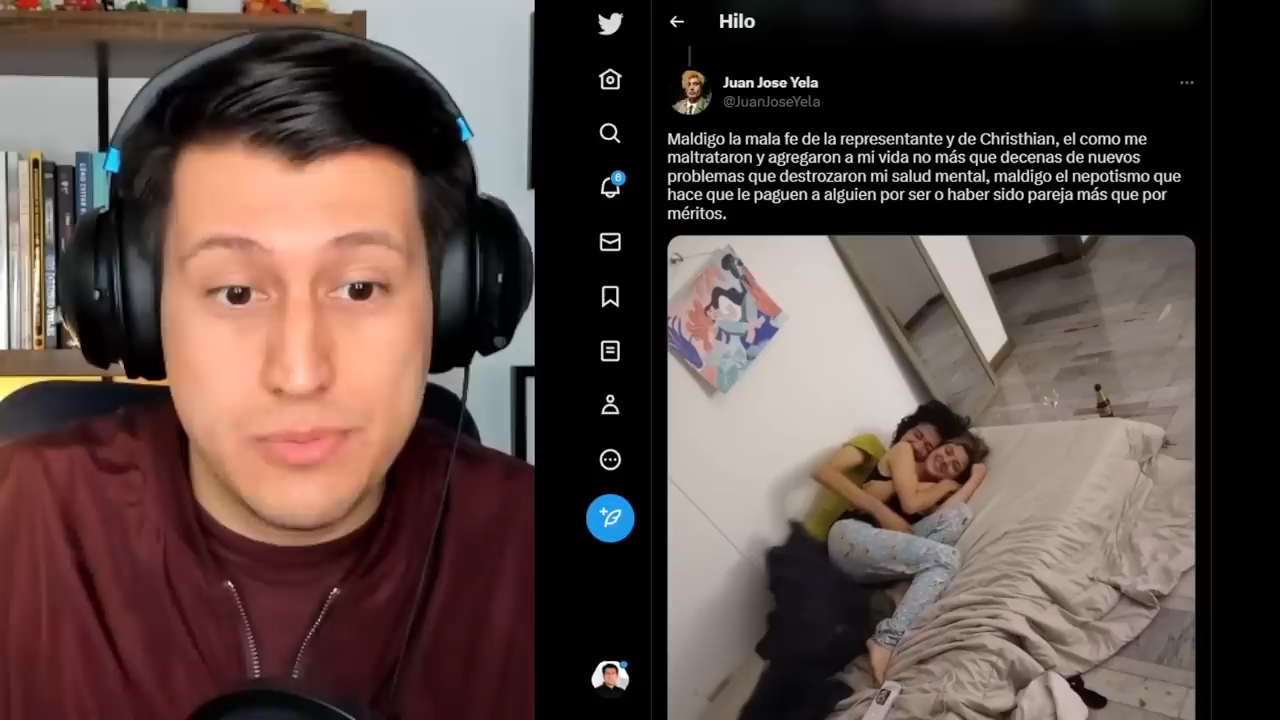 Hilo
Juan Jose Yela
@JuanJoseYela
Maldigo la mala fe de la representante y de Christhian, el como me
maltrataron y agregaron a mi vida no más que decenas de nuevos
problemas que destrozaron mi salud mental, maldigo el nepotismo que
hace que le paguen a alguien por ser o haber sido pareja más que por
méritos.
6